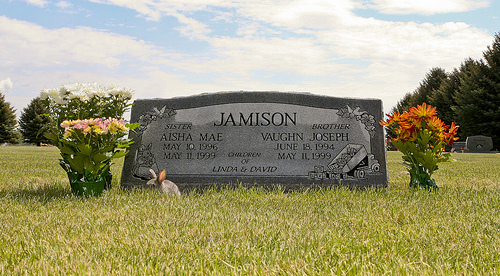 JAMISON
SISTER BROTHER
AISHA MAE VAUGHN JOSEPH
MAY 10, 1996 JUNE 18, 1994
MAY 11, 1999 CHILDREN MAY 11, 1999
OF
LINDA & DAVID